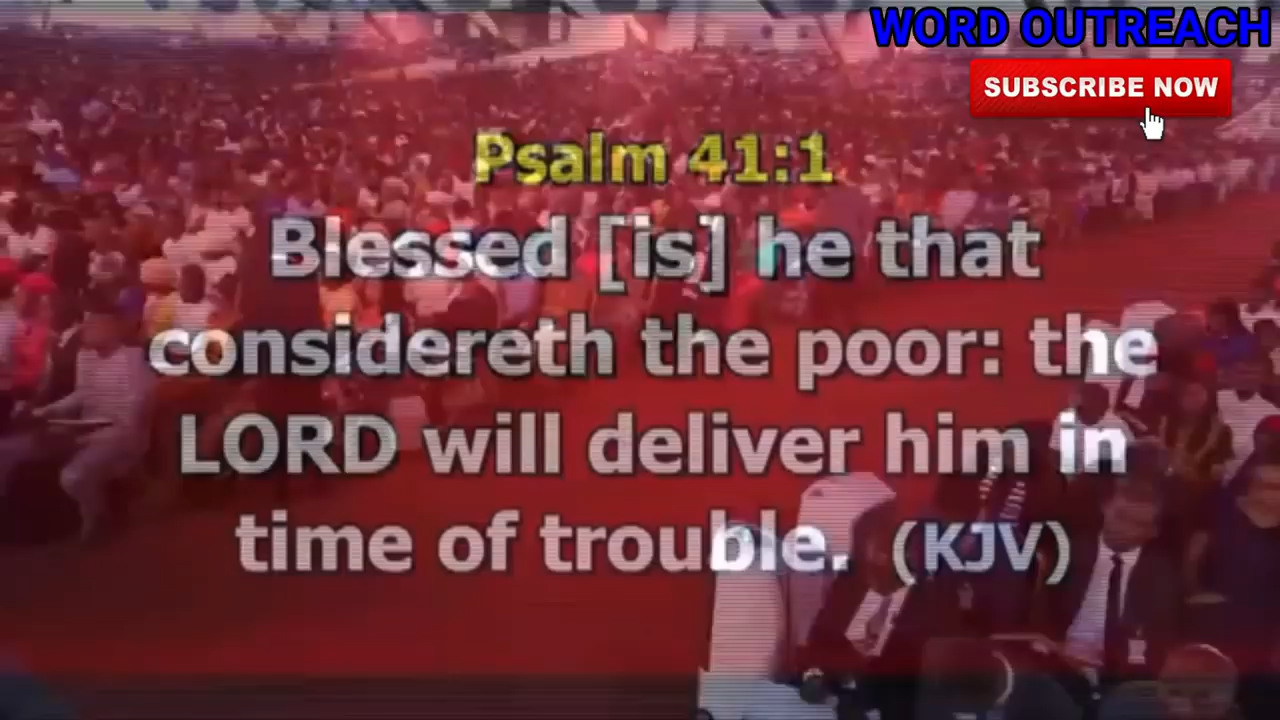 WORD OUTREACH
SUBSCRIBE NOW
Psalm 41:1
Blessed [is] he that
considereth the poor: the
LORD will deliver him in
time of trouble. (KJV)